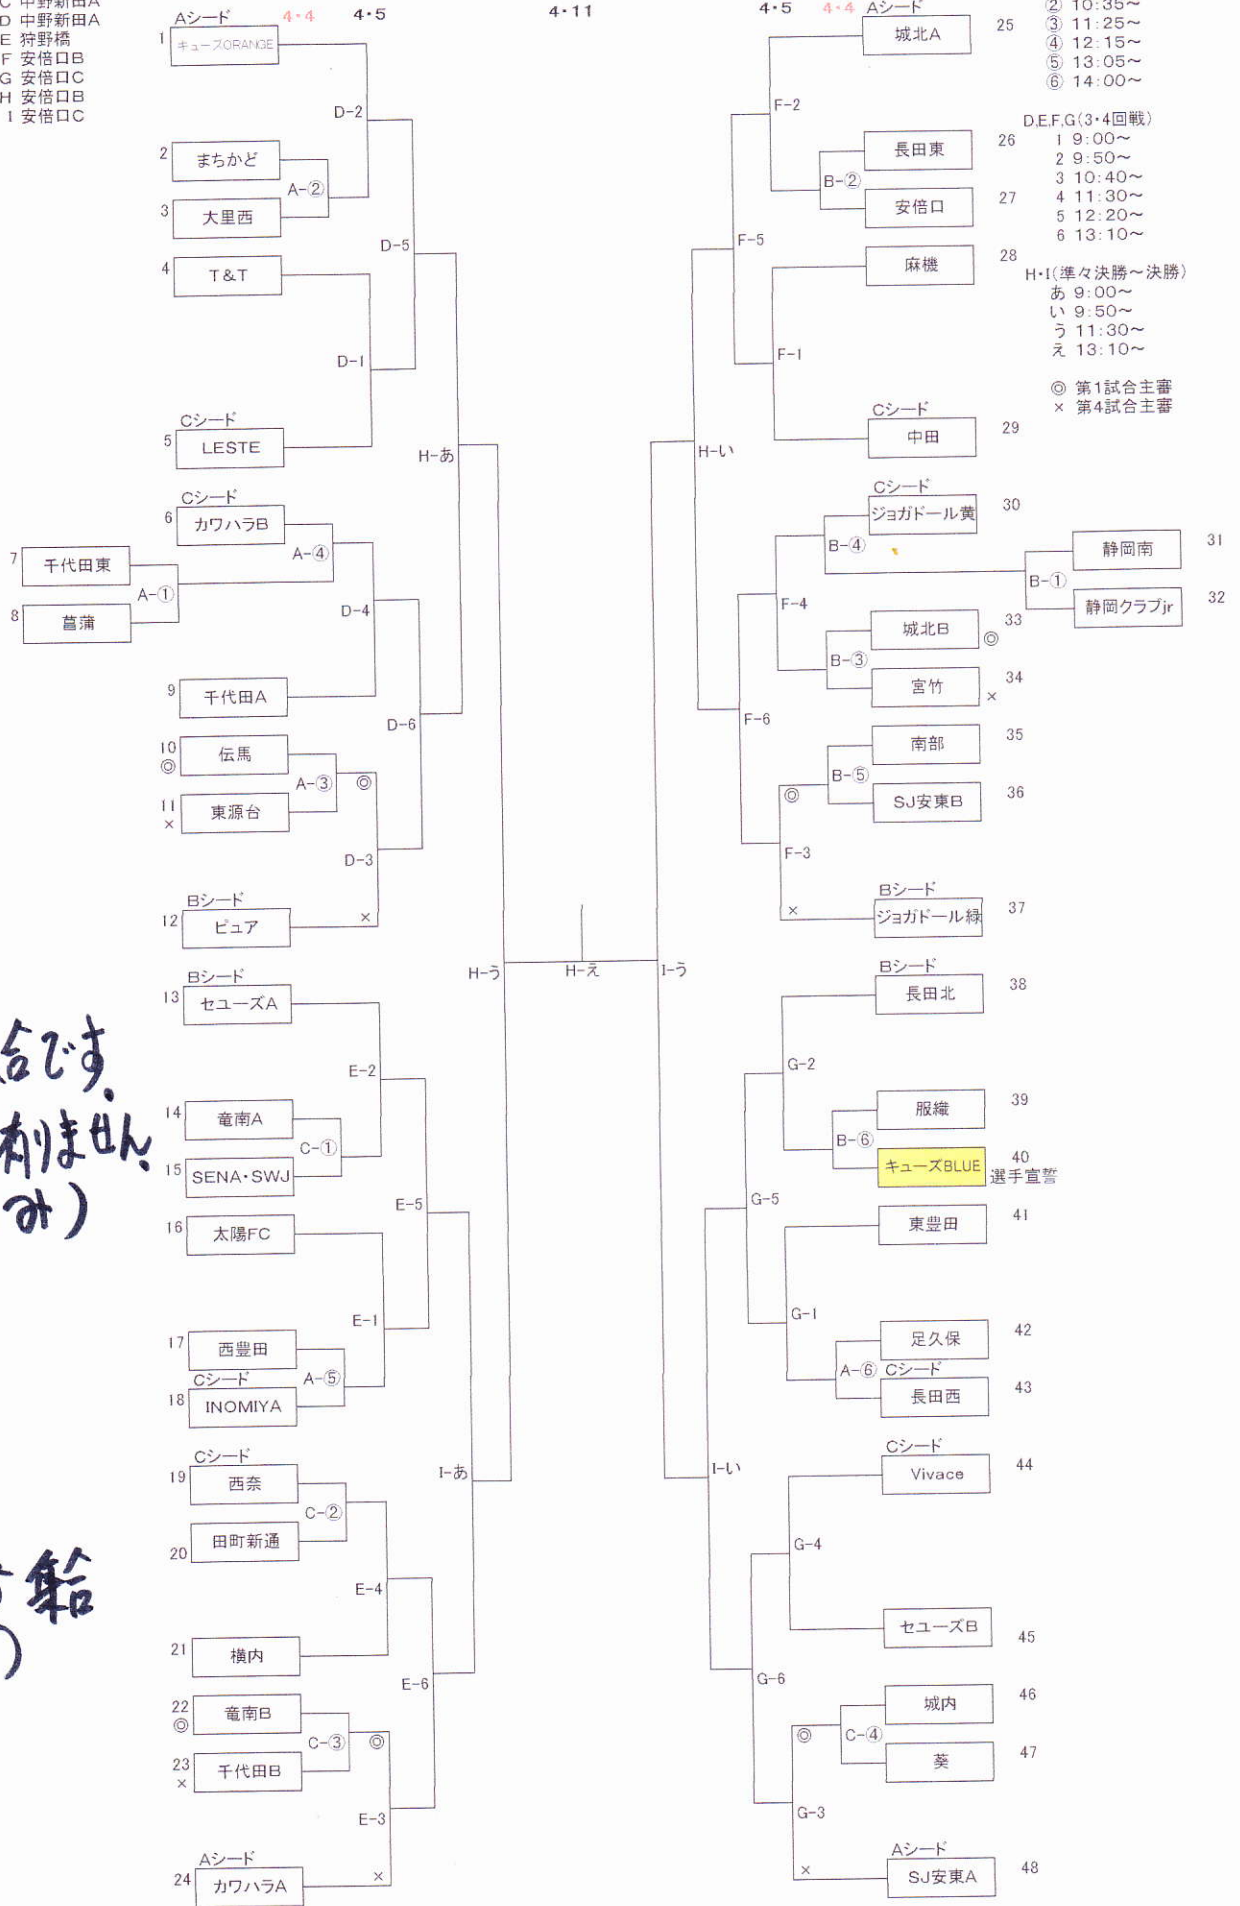 C 中野新田A
D 中野新田A
E 狩野橋
F 安倍口B
G 安倍口C
H 安倍口B
I 安倍口C
4・4
4・5
4・11
4・5
4・4
Aシード
1 キューズORANGE
D-2
2 まちかど
A-②
3 大里西
D-5
4 T&T
D-1
Cシード
5 LESTE
H-あ
Cシード
6 カワハラB
A-④
7 千代田東
A-①
8 菖蒲
D-4
9 千代田A
D-6
10 伝馬
◎
A-③
◎
11 東源台
×
D-3
Bシード
12 ピュア
×
H-う
H-え
I-う
Bシード
13 セユーズA
E-2
14 竜南A
C-①
15 SENA・SWJ
E-5
16 太陽FC
E-1
17 西豊田
A-⑤
Cシード
18 INOMIYA
I-あ
Cシード
19 西奈
C-②
20 田町新通
E-4
21 横内
E-6
22 竜南B
◎
C-③
◎
23 千代田B
×
E-3
Aシード
24 カワハラA
×
Aシード
城北A 25
F-2
長田東 26
B-②
安倍口 27
F-5
麻機 28
F-1
Cシード
中田 29
H-い
Cシード
ジョガドール黄 30
B-④
静岡南 31
B-①
静岡クラブjr 32
F-4
城北B 33
◎
B-③
宮竹 34
×
F-6
南部 35
B-⑤
◎
SJ安東B 36
F-3
Bシード
ジョガドール緑 37
×
Bシード
長田北 38
G-2
服織 39
B-⑥
キューズBLUE 40
選手宣誓
G-5
東豊田 41
G-1
足久保 42
A-⑥
Cシード
長田西 43
I-い
Cシード
Vivace 44
G-4
セユーズB 45
G-6
城内 46
◎
C-④
葵 47
G-3
Aシード
SJ安東A 48
×
② 10:35~
③ 11:25~
④ 12:15~
⑤ 13:05~
⑥ 14:00~
D,E,F,G(3・4回戦)
1 9:00~
2 9:50~
3 10:40~
4 11:30~
5 12:20~
6 13:10~
H・I(準々決勝~決勝)
あ 9:00~
い 9:50~
う 11:30~
え 13:10~
◎ 第1試合主審
× 第4試合主審
合です。
有りません。
み)
集合
)